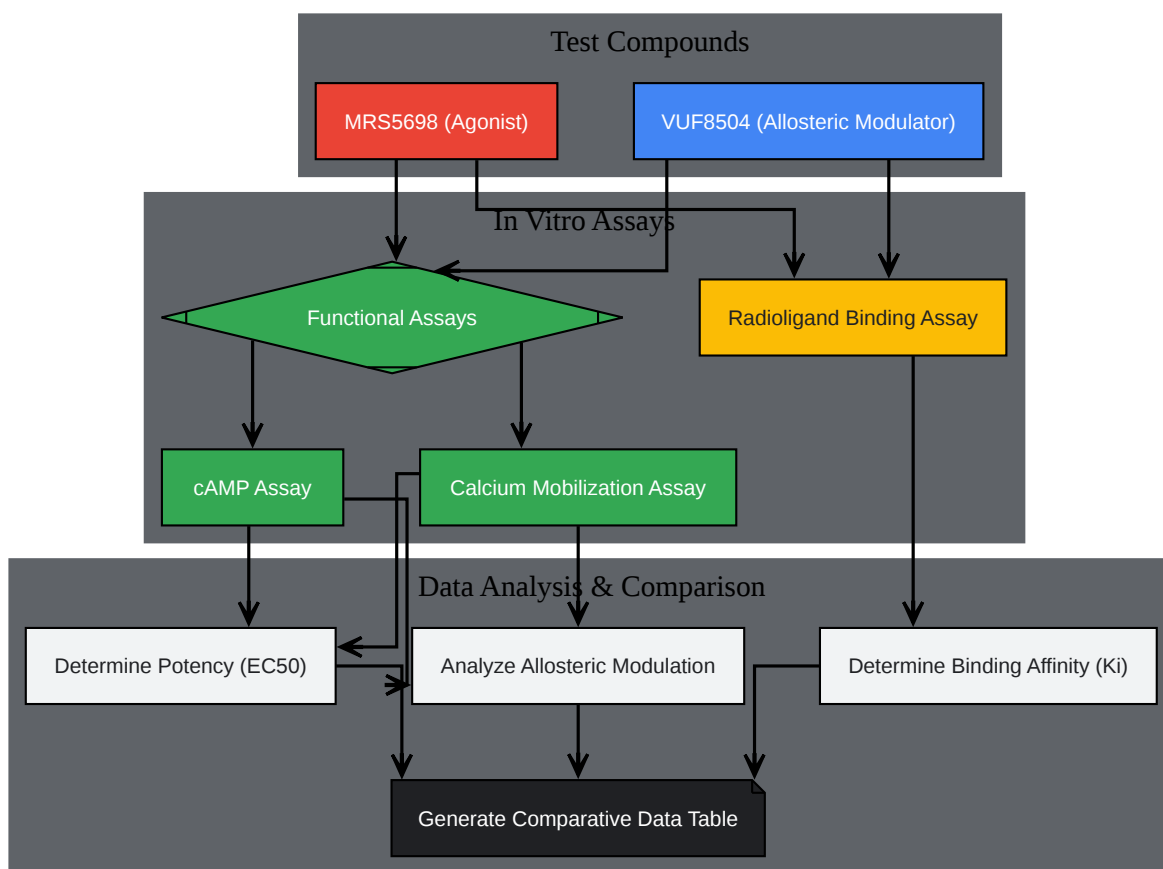 Test Compounds
MRS5698 (Agonist)
VUF8504 (Allosteric Modulator)
In Vitro Assays
Functional Assays
Radioligand Binding Assay
cAMP Assay
Calcium Mobilization Assay
Data Analysis & Comparison
Determine Potency (EC50)
Analyze Allosteric Modulation
Determine Binding Affinity (Ki)
Generate Comparative Data Table